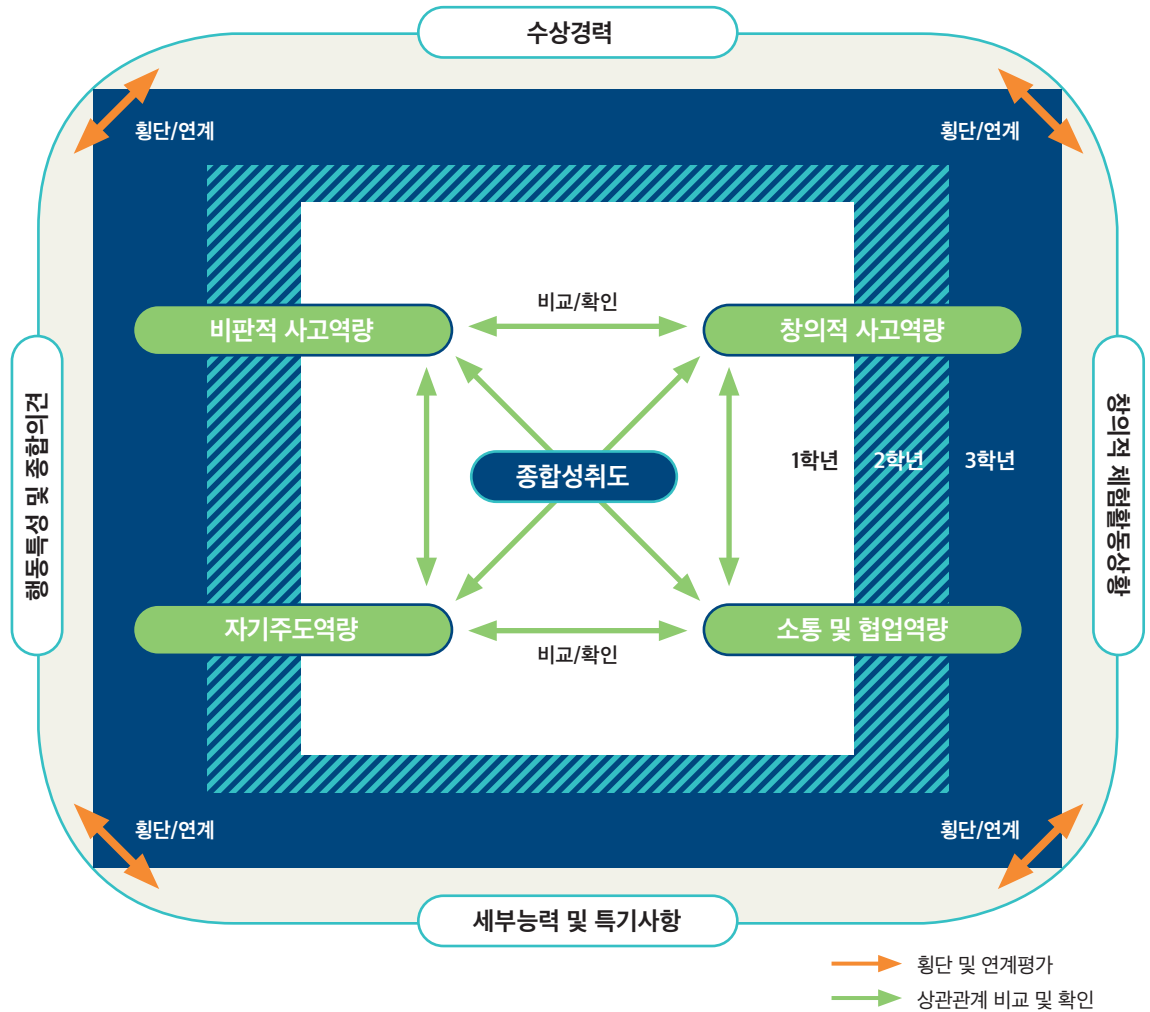 수상경력
횡단/연계
횡단/연계
비교/확인
비판적 사고역량
창의적 사고역량
행동특성 및 종합의견
창의적 체험활동상황
종합성취도
1학년
2학년
3학년
자기주도역량
소통 및 협업역량
비교/확인
횡단/연계
횡단/연계
세부능력 및 특기사항
횡단 및 연계평가
상관관계 비교 및 확인